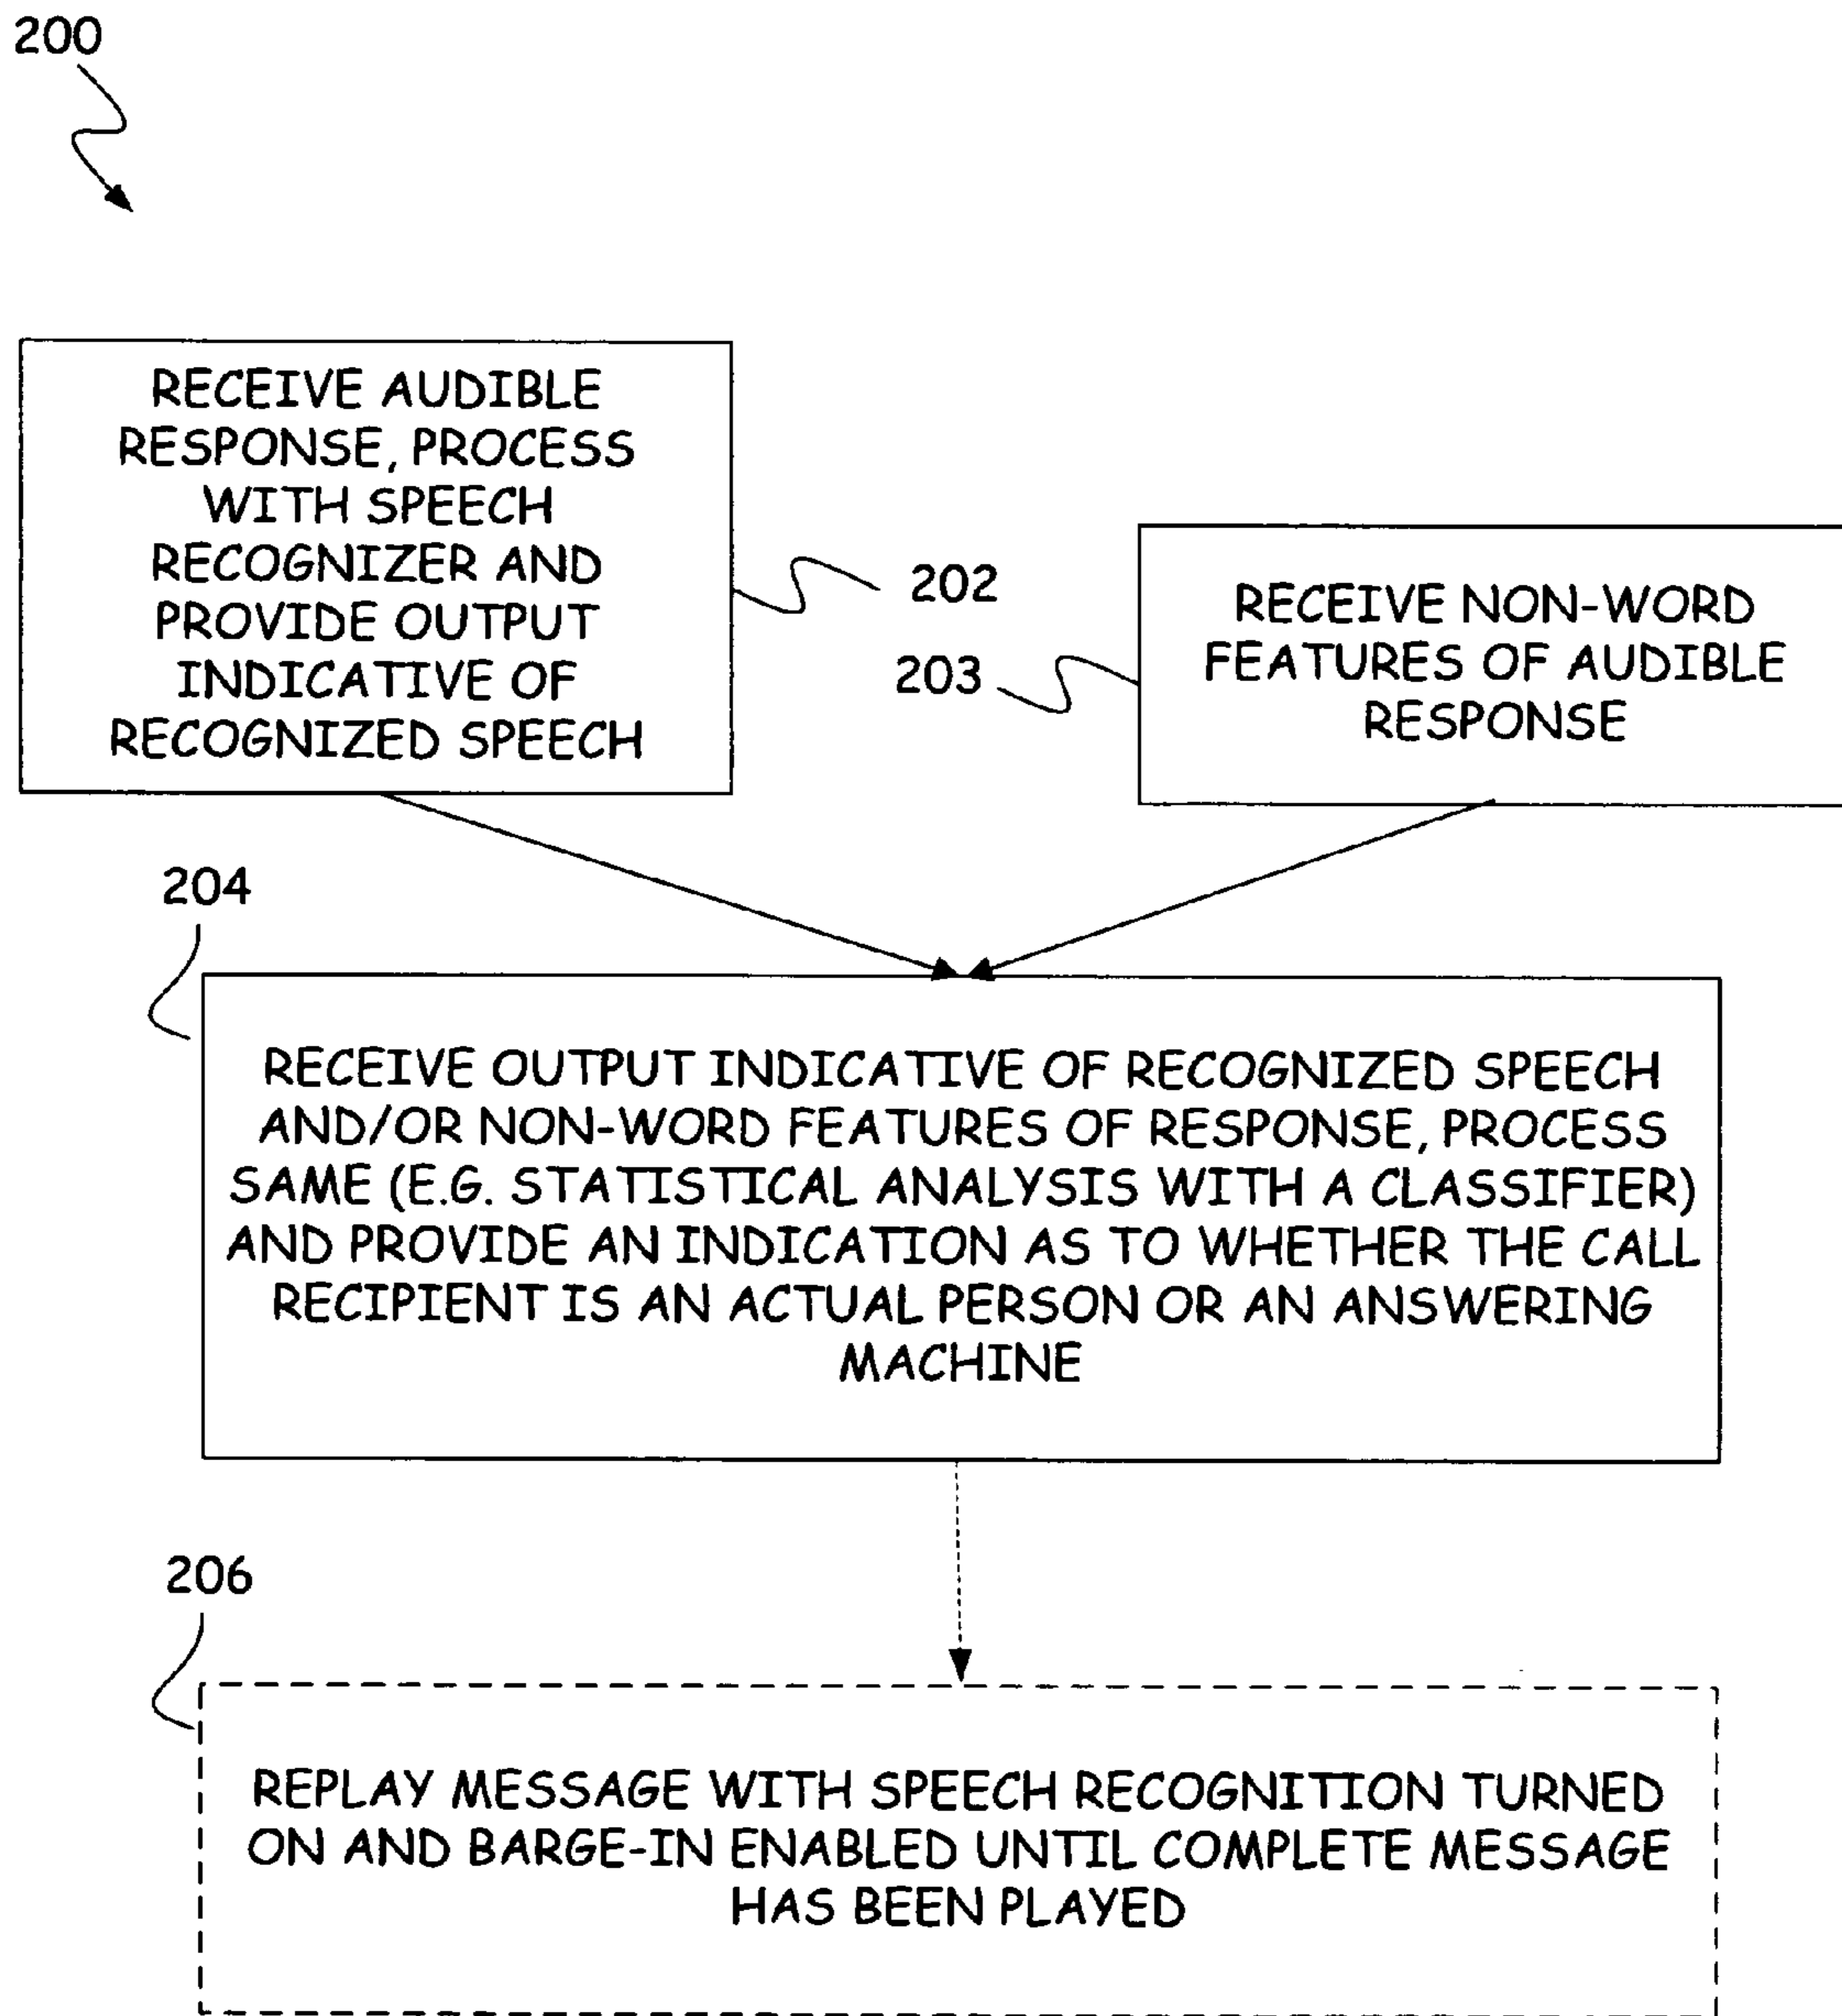 200
RECEIVE AUDIBLE
RESPONSE, PROCESS
WITH SPEECH
RECOGNIZER AND
PROVIDE OUTPUT
INDICATIVE OF
RECOGNIZED SPEECH
202
203
RECEIVE NON-WORD
FEATURES OF AUDIBLE
RESPONSE
204
RECEIVE OUTPUT INDICATIVE OF RECOGNIZED SPEECH
AND/OR NON-WORD FEATURES OF RESPONSE, PROCESS
SAME (E.G. STATISTICAL ANALYSIS WITH A CLASSIFIER)
AND PROVIDE AN INDICATION AS TO WHETHER THE CALL
RECIPIENT IS AN ACTUAL PERSON OR AN ANSWERING
MACHINE
206
REPLAY MESSAGE WITH SPEECH RECOGNITION TURNED
ON AND BARGE-IN ENABLED UNTIL COMPLETE MESSAGE
HAS BEEN PLAYED